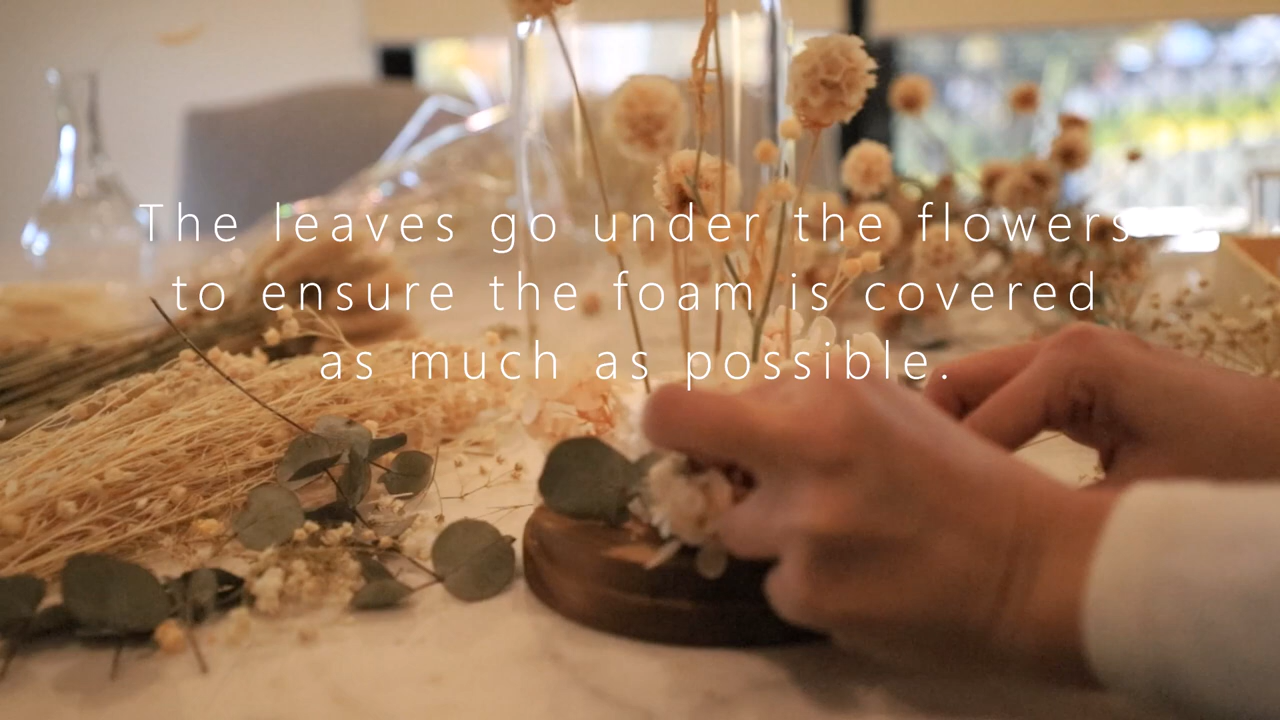 The leaves go under the flowers
to ensure the foam is covered
as much as possible.